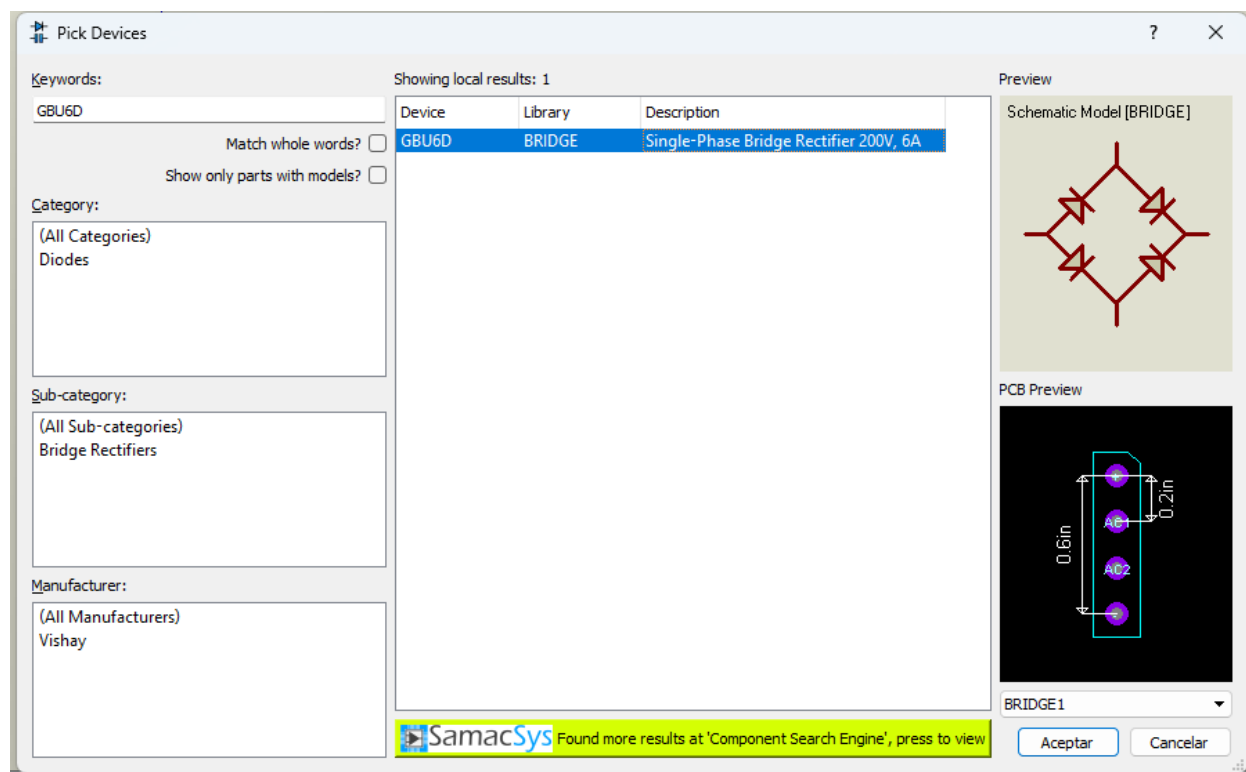 Pick Devices
?
Keywords:
GBU6D
Match whole words?
Show only parts with models?
Category:
(All Categories)
Diodes
Sub-category:
(All Sub-categories)
Bridge Rectifiers
Manufacturer:
(All Manufacturers)
Vishay
Showing local results: 1
Device Library Description
GBU6D BRIDGE Single-Phase Bridge Rectifier 200V, 6A
SamacSys Found more results at 'Component Search Engine', press to view
Preview
Schematic Model [BRIDGE]
PCB Preview
0.2in
0.6in
+
AC1
AC2
-
BRIDGE1
Aceptar Cancelar